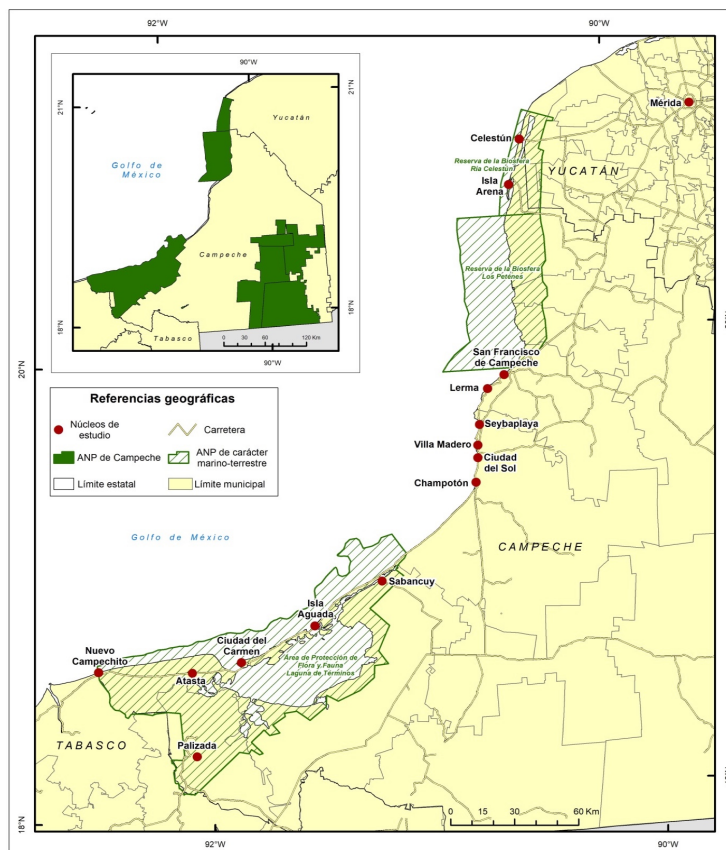 92°W
90°W
90°W
21°N
21°N
Yucatán
Golfo de
México
Campeche
18°N
18°N
Tabasco
0 30 60 120 Km
90°W
20°N
Mérida
Celestún
Reserva de la Biosfera
Ría Celestún
Isla
Arena
YUCATÁN
Reserva de la Biosfera
Los Petenes
San Francisco
de Campeche
Lerma
Seybaplaya
Villa Madero
Ciudad
del Sol
Champotón
Referencias geográficas
Núcleos de
estudio
Carretera
ANP de Campeche
ANP de carácter
marino-terrestre
Límite estatal
Límite municipal
Golfo de México
CAMPECHE
Sabancuy
Isla
Aguada
Ciudad del
Carmen
Nuevo
Campechito
Atasta
Área de Protección de
Flora y Fauna
Laguna de Términos
TABASCO
Palizada
0 15 30 60 Km
18°N
92°W
90°W